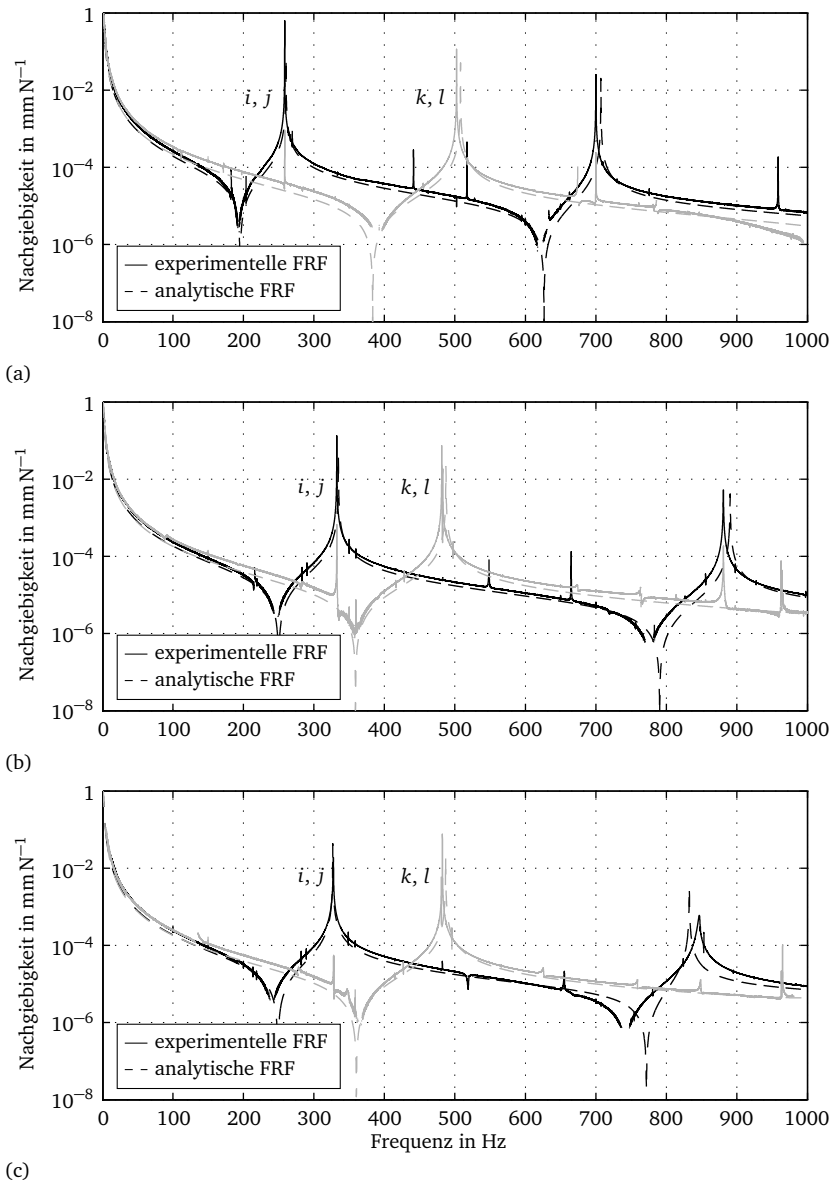 1
10−2
10−4
10−6
10−8
Nachgiebigkeit in mm N−1
i, j
k, l
experimentelle FRF
analytische FRF
0 100 200 300 400 500 600 700 800 900 1000
(a)
1
10−2
10−4
10−6
10−8
Nachgiebigkeit in mm N−1
i, j
k, l
experimentelle FRF
analytische FRF
0 100 200 300 400 500 600 700 800 900 1000
(b)
1
10−2
10−4
10−6
10−8
Nachgiebigkeit in mm N−1
i, j
k, l
experimentelle FRF
analytische FRF
0 100 200 300 400 500 600 700 800 900 1000
Frequenz in Hz
(c)